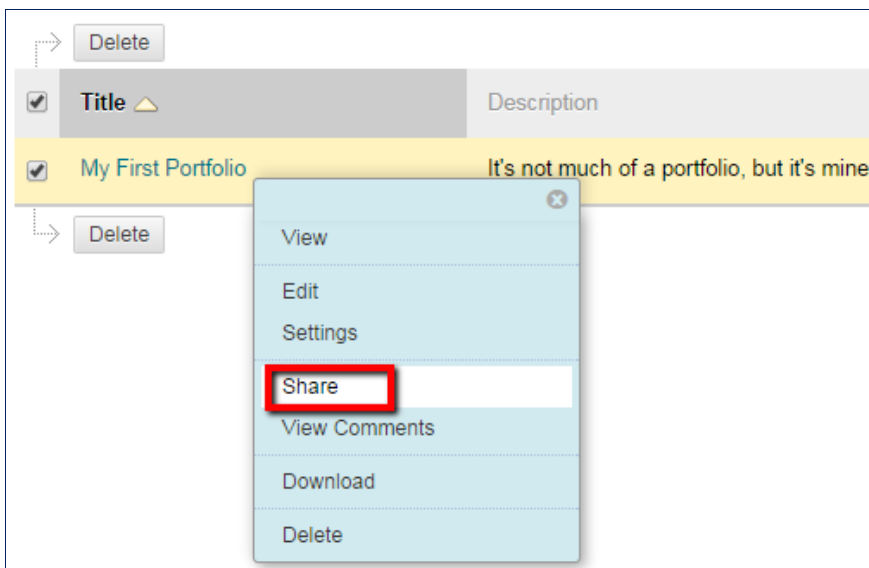 Delete
Title Description
My First Portfolio It's not much of a portfolio, but it's mine
Delete
View
Edit
Settings
Share
View Comments
Download
Delete